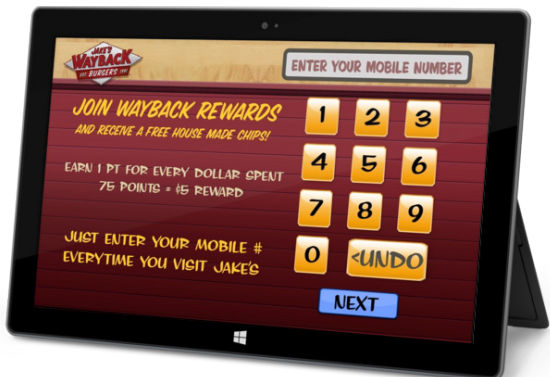 JAKE'S
WAYBACK
BURGERS
ENTER YOUR MOBILE NUMBER
JOIN WAYBACK REWARDS
AND RECEIVE A FREE HOUSE MADE CHIPS!
EARN 1 PT FOR EVERY DOLLAR SPENT
75 POINTS = $5 REWARD
JUST ENTER YOUR MOBILE #
EVERYTIME YOU VISIT JAKE'S
1 2 3
4 5 6
7 8 9
0 <UNDO
NEXT